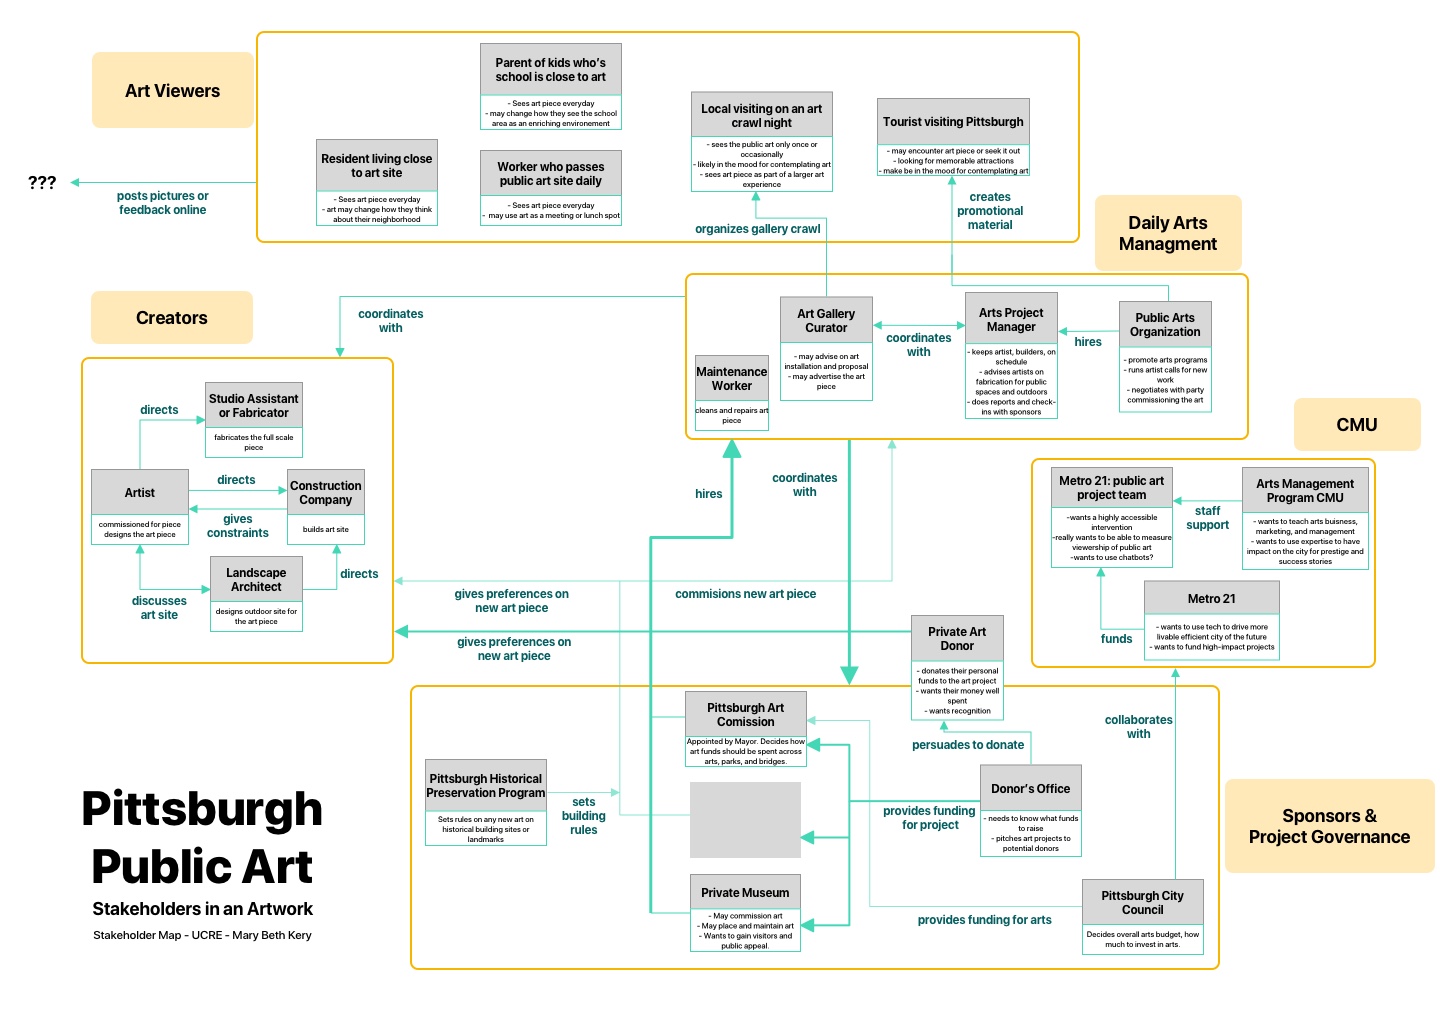 Art Viewers
Parent of kids who's
school is close to art
- Sees art piece everyday
- may change how they see the school
area as an enriching environement
Resident living close
to art site
- Sees art piece everyday
- art may change how they think
about their neighborhood
Worker who passes
public art site daily
- Sees art piece everyday
- may use art as a meeting or lunch spot
Local visiting on an art
crawl night
- sees the public art only once or
occasionally
- likely in the mood for contemplating art
- sees art piece as part of a larger art
experience
Tourist visiting Pittsburgh
- may encounter art piece or seek it out
- looking for memorable attractions
- make be in the mood for contemplating art
???
posts pictures or
feedback online
organizes gallery crawl
creates
promotional
material
Daily Arts
Managment
Art Gallery
Curator
- may advise on art
installation and proposal
- may advertise the art
piece
coordinates
with
Arts Project
Manager
- keeps artist, builders, on
schedule
- advises artists on
fabrication for public
spaces and outdoors
- does reports and check-
ins with sponsors
hires
Public Arts
Organization
- promote arts programs
- runs artist calls for new
work
- negotiates with party
commissioning the art
Maintenance
Worker
cleans and repairs art
piece
coordinates
with
Creators
Studio Assistant
or Fabricator
fabricates the full scale
piece
directs
Artist
commissioned for piece
designs the art piece
directs
gives
constraints
Construction
Company
builds art site
Landscape
Architect
designs outdoor site for
the art piece
directs
discusses
art site
hires
coordinates
with
gives preferences on
new art piece
commisions new art piece
gives preferences on
new art piece
CMU
Metro 21: public art
project team
-wants a highly accessible
intervention
-really wants to be able to measure
viewership of public art
-wants to use chatbots?
staff
support
Arts Management
Program CMU
- wants to teach arts buisness,
marketing, and management
- wants to use expertise to have
impact on the city for prestige and
success stories
Metro 21
- wants to use tech to drive more
livable efficient city of the future
- wants to fund high-impact projects
funds
collaborates
with
Private Art
Donor
- donates their personal
funds to the art project
- wants their money well
spent
- wants recognition
persuades to donate
Donor's Office
- needs to know what funds
to raise
- pitches art projects to
potential donors
provides funding
for project
Pittsburgh Art
Comission
Appointed by Mayor. Decides how
art funds should be spent across
arts, parks, and bridges.
Pittsburgh Historical
Preservation Program
Sets rules on any new art on
historical building sites or
landmarks
sets
building
rules
Private Museum
- May commission art
- May place and maintain art
- Wants to gain visitors and
public appeal.
provides funding for arts
Pittsburgh City
Council
Decides overall arts budget, how
much to invest in arts.
Sponsors &
Project Governance
Pittsburgh
Public Art
Stakeholders in an Artwork
Stakeholder Map - UCRE - Mary Beth Kery